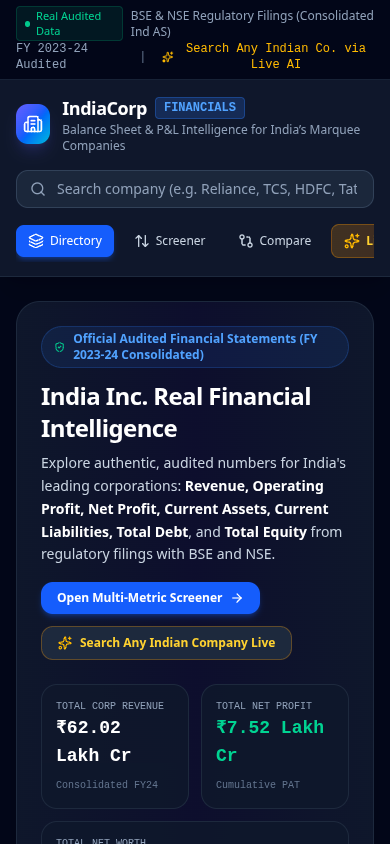 Real Audited
Data
BSE & NSE Regulatory Filings (Consolidated
Ind AS)
FY 2023-24
Audited
|
Search Any Indian Co. via
Live AI
IndiaCorp
FINANCIALS
Balance Sheet & P&L Intelligence for India's Marquee
Companies
Search company (e.g. Reliance, TCS, HDFC, Tat
Directory
Screener
Compare
L
Official Audited Financial Statements (FY
2023-24 Consolidated)
India Inc. Real Financial
Intelligence
Explore authentic, audited numbers for India's
leading corporations: Revenue, Operating
Profit, Net Profit, Current Assets, Current
Liabilities, Total Debt, and Total Equity from
regulatory filings with BSE and NSE.
Open Multi-Metric Screener
Search Any Indian Company Live
TOTAL CORP REVENUE
₹62.02
Lakh Cr
Consolidated FY24
TOTAL NET PROFIT
₹7.52 Lakh
Cr
Cumulative PAT
TOTAL NET WORTH